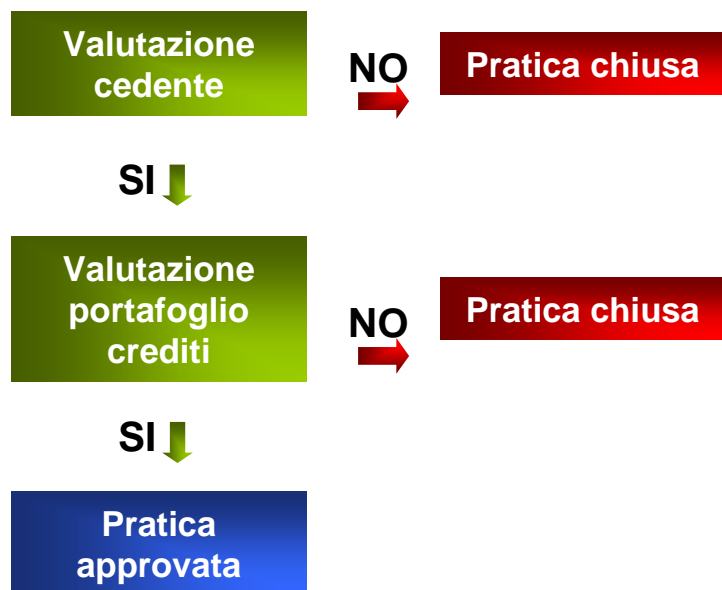 Valutazione
cedente
NO
Pratica chiusa
SI
Valutazione
portafoglio
crediti
NO
Pratica chiusa
SI
Pratica
approvata